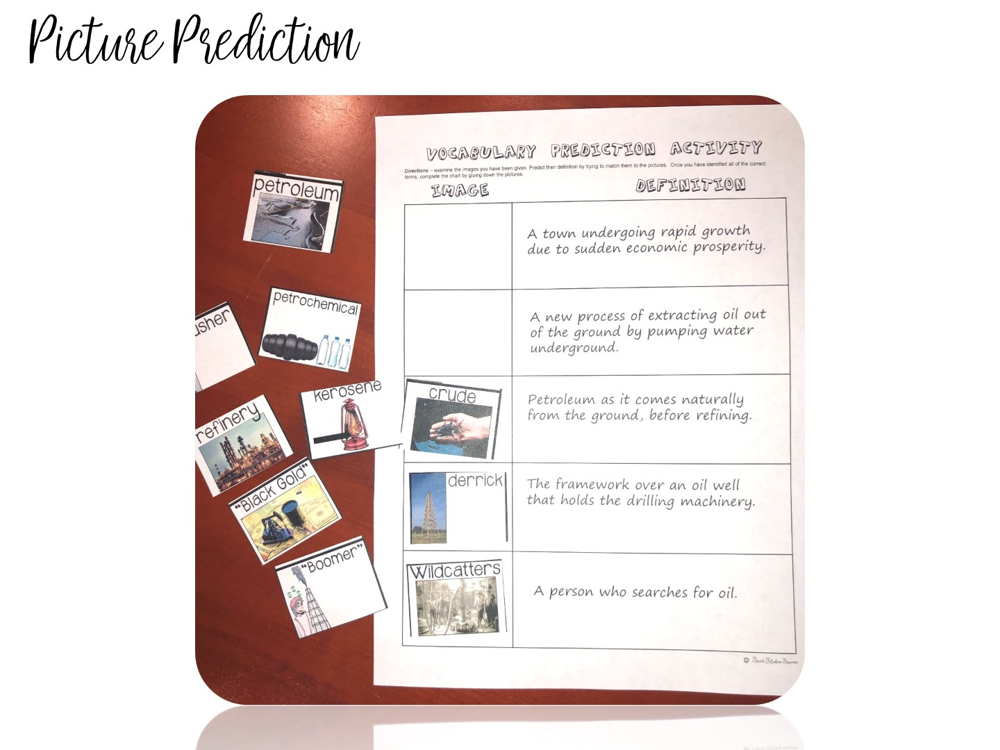 Picture Prediction
VOCABULARY PREDICTION ACTIVITY
Directions – examine the images you have been given. Predict their definition by trying to match them to the pictures. Once you have identified all of the correct
terms, complete the chart by gluing down the pictures.
IMAGE DEFINITION
A town undergoing rapid growth
due to sudden economic prosperity.
A new process of extracting oil out
of the ground by pumping water
underground.
crude
Petroleum as it comes naturally
from the ground, before refining.
derrick
The framework over an oil well
that holds the drilling machinery.
Wildcatters
A person who searches for oil.
petroleum
petrochemical
usher
kerosene
refinery
"Black Gold"
"Boomer"
©